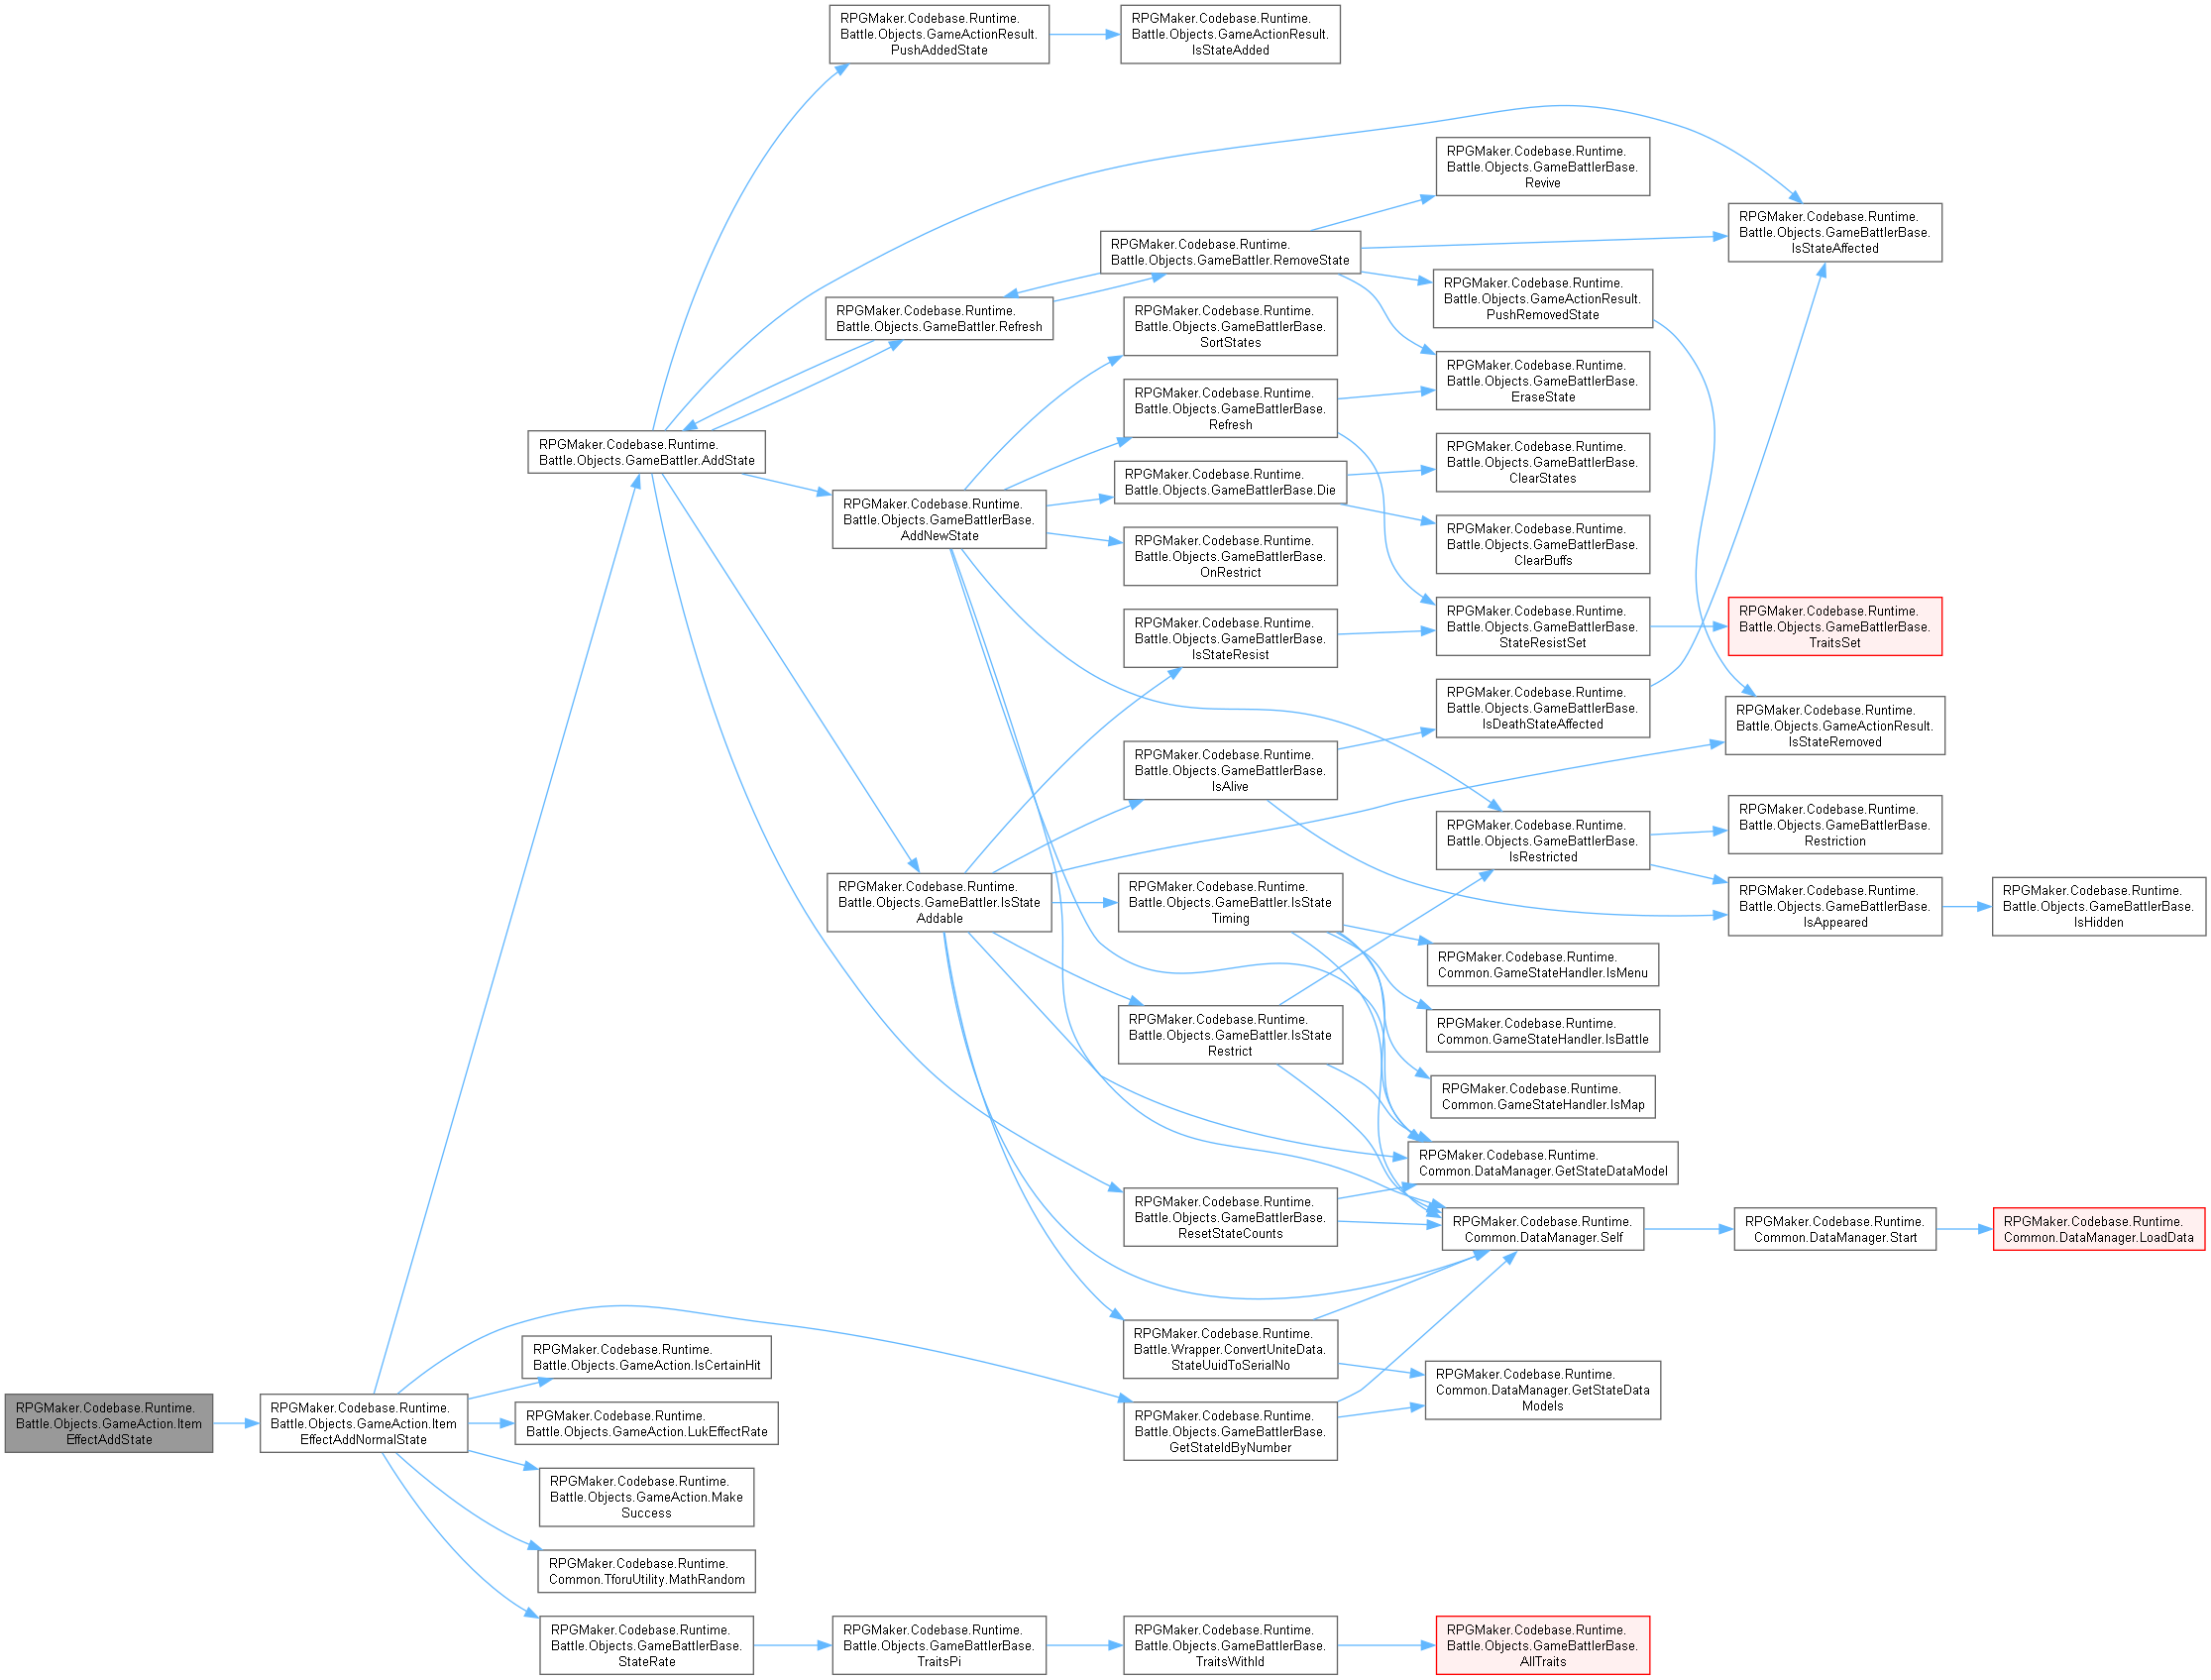 RPGMaker.Codebase.Runtime.
Battle.Objects.GameActionResult.
PushAddedState
RPGMaker.Codebase.Runtime.
Battle.Objects.GameActionResult.
IsStateAdded
RPGMaker.Codebase.Runtime.
Battle.Objects.GameBattlerBase.
Revive
RPGMaker.Codebase.Runtime.
Battle.Objects.GameBattlerBase.
IsStateAffected
RPGMaker.Codebase.Runtime.
Battle.Objects.GameBattler.RemoveState
RPGMaker.Codebase.Runtime.
Battle.Objects.GameActionResult.
PushRemovedState
RPGMaker.Codebase.Runtime.
Battle.Objects.GameBattler.Refresh
RPGMaker.Codebase.Runtime.
Battle.Objects.GameBattlerBase.
SortStates
RPGMaker.Codebase.Runtime.
Battle.Objects.GameBattlerBase.
EraseState
RPGMaker.Codebase.Runtime.
Battle.Objects.GameBattlerBase.
Refresh
RPGMaker.Codebase.Runtime.
Battle.Objects.GameBattler.AddState
RPGMaker.Codebase.Runtime.
Battle.Objects.GameBattlerBase.
ClearStates
RPGMaker.Codebase.Runtime.
Battle.Objects.GameBattlerBase.Die
RPGMaker.Codebase.Runtime.
Battle.Objects.GameBattlerBase.
AddNewState
RPGMaker.Codebase.Runtime.
Battle.Objects.GameBattlerBase.
ClearBuffs
RPGMaker.Codebase.Runtime.
Battle.Objects.GameBattlerBase.
OnRestrict
RPGMaker.Codebase.Runtime.
Battle.Objects.GameBattlerBase.
StateResistSet
RPGMaker.Codebase.Runtime.
Battle.Objects.GameBattlerBase.
TraitsSet
RPGMaker.Codebase.Runtime.
Battle.Objects.GameBattlerBase.
IsStateResist
RPGMaker.Codebase.Runtime.
Battle.Objects.GameBattlerBase.
IsDeathStateAffected
RPGMaker.Codebase.Runtime.
Battle.Objects.GameActionResult.
IsStateRemoved
RPGMaker.Codebase.Runtime.
Battle.Objects.GameBattlerBase.
IsAlive
RPGMaker.Codebase.Runtime.
Battle.Objects.GameBattlerBase.
Restriction
RPGMaker.Codebase.Runtime.
Battle.Objects.GameBattlerBase.
IsRestricted
RPGMaker.Codebase.Runtime.
Battle.Objects.GameBattler.IsState
Addable
RPGMaker.Codebase.Runtime.
Battle.Objects.GameBattler.IsState
Timing
RPGMaker.Codebase.Runtime.
Battle.Objects.GameBattlerBase.
IsAppeared
RPGMaker.Codebase.Runtime.
Battle.Objects.GameBattlerBase.
IsHidden
RPGMaker.Codebase.Runtime.
Common.GameStateHandler.IsMenu
RPGMaker.Codebase.Runtime.
Common.GameStateHandler.IsBattle
RPGMaker.Codebase.Runtime.
Battle.Objects.GameBattler.IsState
Restrict
RPGMaker.Codebase.Runtime.
Common.GameStateHandler.IsMap
RPGMaker.Codebase.Runtime.
Common.DataManager.GetStateDataModel
RPGMaker.Codebase.Runtime.
Battle.Objects.GameBattlerBase.
ResetStateCounts
RPGMaker.Codebase.Runtime.
Common.DataManager.Self
RPGMaker.Codebase.Runtime.
Common.DataManager.Start
RPGMaker.Codebase.Runtime.
Common.DataManager.LoadData
RPGMaker.Codebase.Runtime.
Battle.Wrapper.ConvertUniteData.
StateUuidToSerialNo
RPGMaker.Codebase.Runtime.
Battle.Objects.GameAction.IsCertainHit
RPGMaker.Codebase.Runtime.
Common.DataManager.GetStateData
Models
RPGMaker.Codebase.Runtime.
Battle.Objects.GameAction.Item
EffectAddState
RPGMaker.Codebase.Runtime.
Battle.Objects.GameAction.Item
EffectAddNormalState
RPGMaker.Codebase.Runtime.
Battle.Objects.GameAction.LukEffectRate
RPGMaker.Codebase.Runtime.
Battle.Objects.GameBattlerBase.
GetStateIdByNumber
RPGMaker.Codebase.Runtime.
Battle.Objects.GameAction.Make
Success
RPGMaker.Codebase.Runtime.
Common.TforuUtility.MathRandom
RPGMaker.Codebase.Runtime.
Battle.Objects.GameBattlerBase.
StateRate
RPGMaker.Codebase.Runtime.
Battle.Objects.GameBattlerBase.
TraitsPi
RPGMaker.Codebase.Runtime.
Battle.Objects.GameBattlerBase.
TraitsWithId
RPGMaker.Codebase.Runtime.
Battle.Objects.GameBattlerBase.
AllTraits